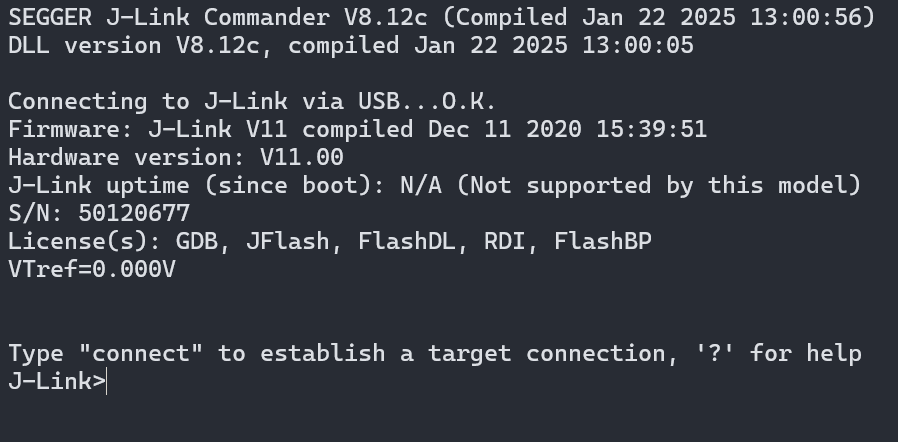 SEGGER J-Link Commander V8.12c (Compiled Jan 22 2025 13:00:56)
DLL version V8.12c, compiled Jan 22 2025 13:00:05
Connecting to J-Link via USB...O.K.
Firmware: J-Link V11 compiled Dec 11 2020 15:39:51
Hardware version: V11.00
J-Link uptime (since boot): N/A (Not supported by this model)
S/N: 50120677
License(s): GDB, JFlash, FlashDL, RDI, FlashBP
VTref=0.000V
Type "connect" to establish a target connection, '?' for help
J-Link>